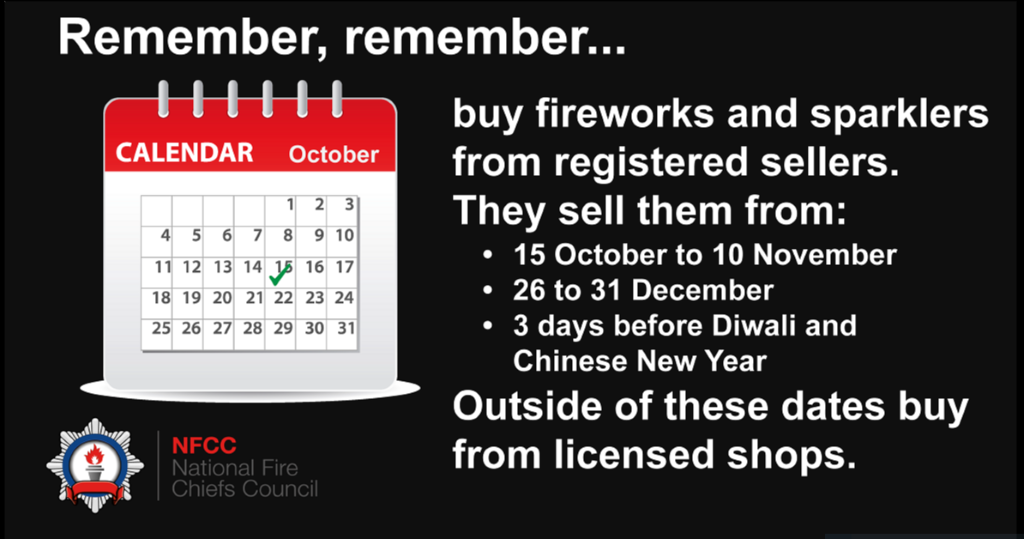 Remember, remember...
CALENDAR October
1 2 3
4 5 6 7 8 9 10
11 12 13 14 15 16 17
18 19 20 21 22 23 24
25 26 27 28 29 30 31
buy fireworks and sparklers
from registered sellers.
They sell them from:
• 15 October to 10 November
• 26 to 31 December
• 3 days before Diwali and
Chinese New Year
Outside of these dates buy
from licensed shops.
NFCC
National Fire
Chiefs Council